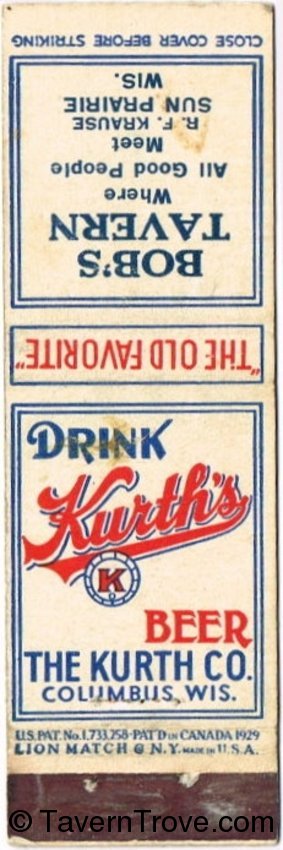 CLOSE COVER BEFORE STRIKING
BOB'S
TAVERN
Where
All Good People
Meet
R. F. KRAUSE
SUN PRAIRIE
WIS.
"THE OLD FAVORITE"
DRINK
Kurth's
K
BEER
THE KURTH CO.
COLUMBUS, WIS.
U.S. PAT. No. 1,733,258 - PAT'D IN CANADA 1929
LION MATCH © N.Y. MADE IN U.S.A.
© TavernTrove.com